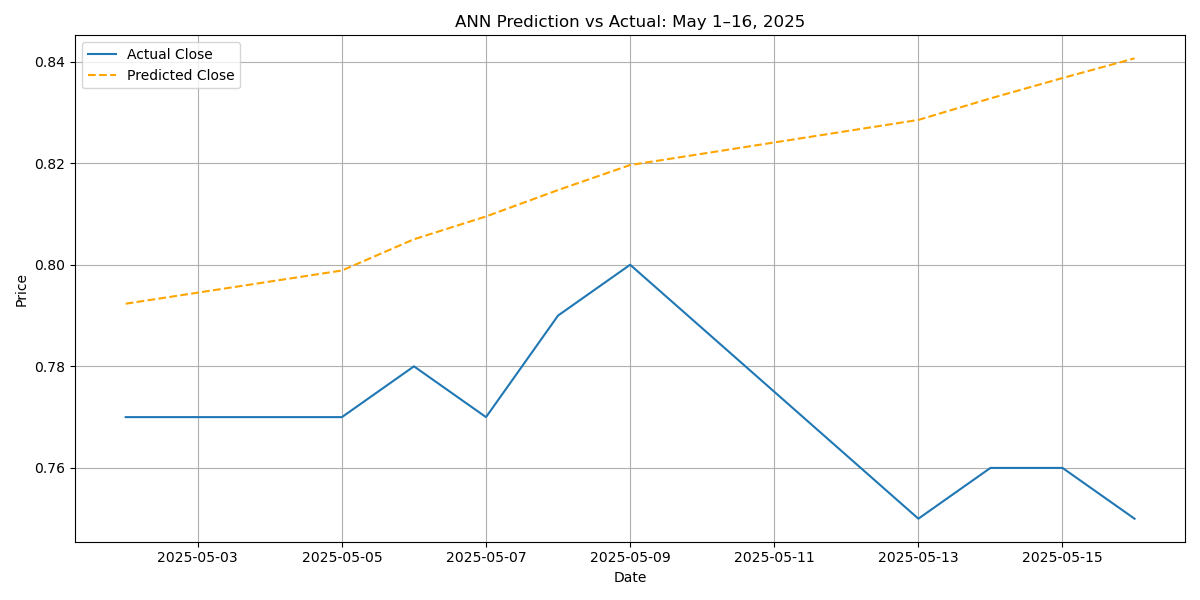 ANN Prediction vs Actual: May 1–16, 2025
Actual Close
Predicted Close
0.84
0.82
0.80
0.78
0.76
Price
2025-05-03 2025-05-05 2025-05-07 2025-05-09 2025-05-11 2025-05-13 2025-05-15
Date